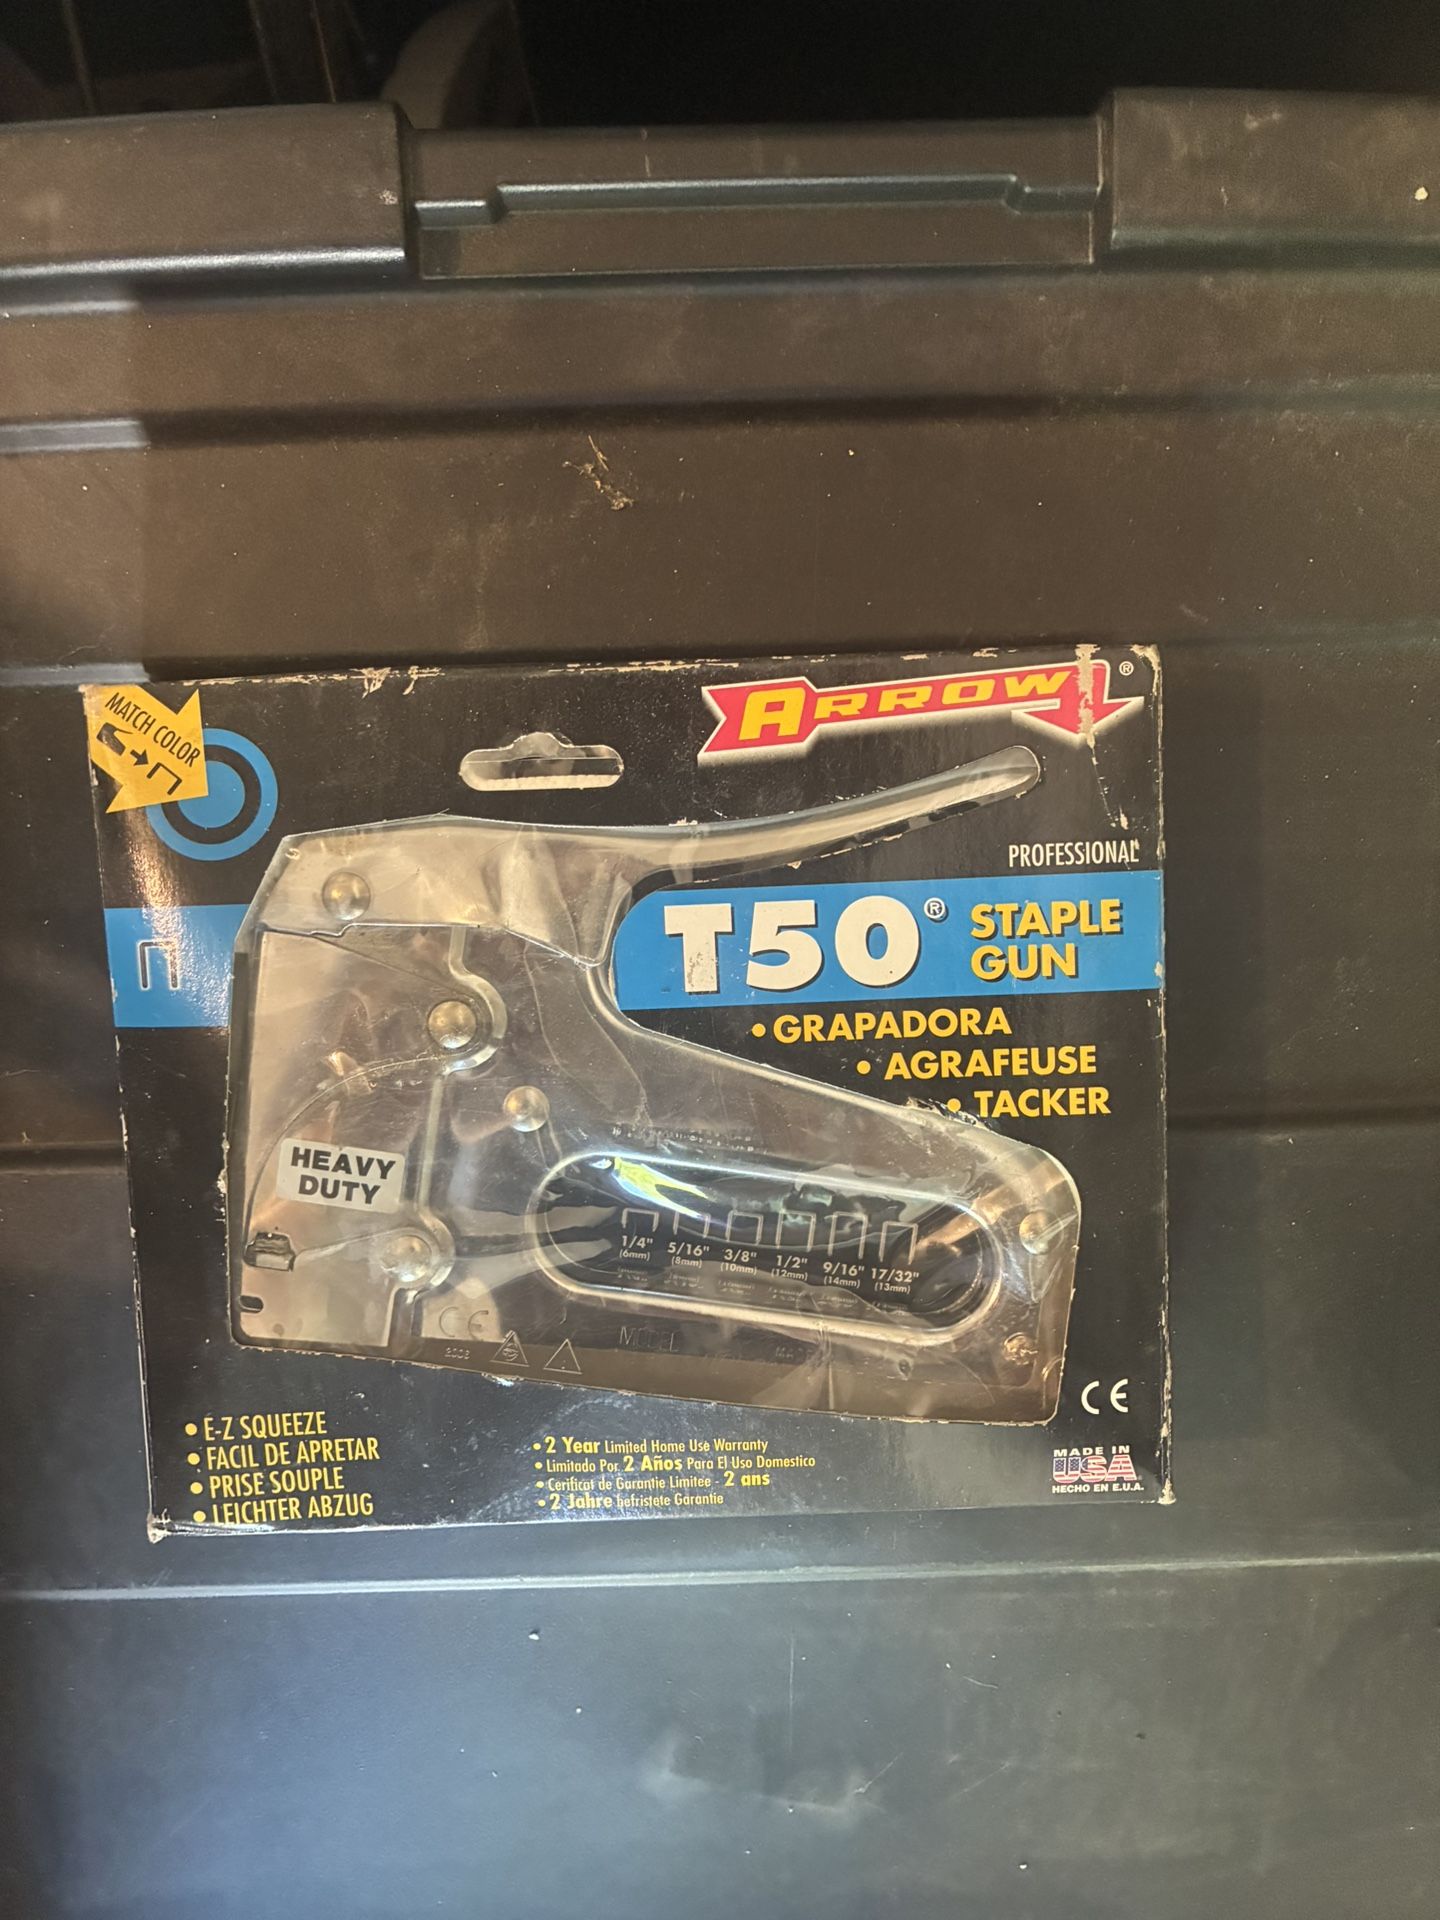 MATCH COLOR
ARROW®
PROFESSIONAL
T50® STAPLE GUN
• GRAPADORA
• AGRAFEUSE
• TACKER
HEAVY DUTY
1/4" 5/16" 3/8" 1/2" 9/16" 17/32"
(6mm) (8mm) (10mm) (12mm) (14mm) (13mm)
CE
MODEL
CE
• E-Z SQUEEZE
• FACIL DE APRETAR
• PRISE SOUPLE
• LEICHTER ABZUG
• 2 Year Limited Home Use Warranty
• Limitado Por 2 Años Para El Uso Domestico
• Cerificat de Garantie Limitee - 2 ans
• 2 Jahre befristete Garantie
MADE IN
USA
HECHO EN E.U.A.